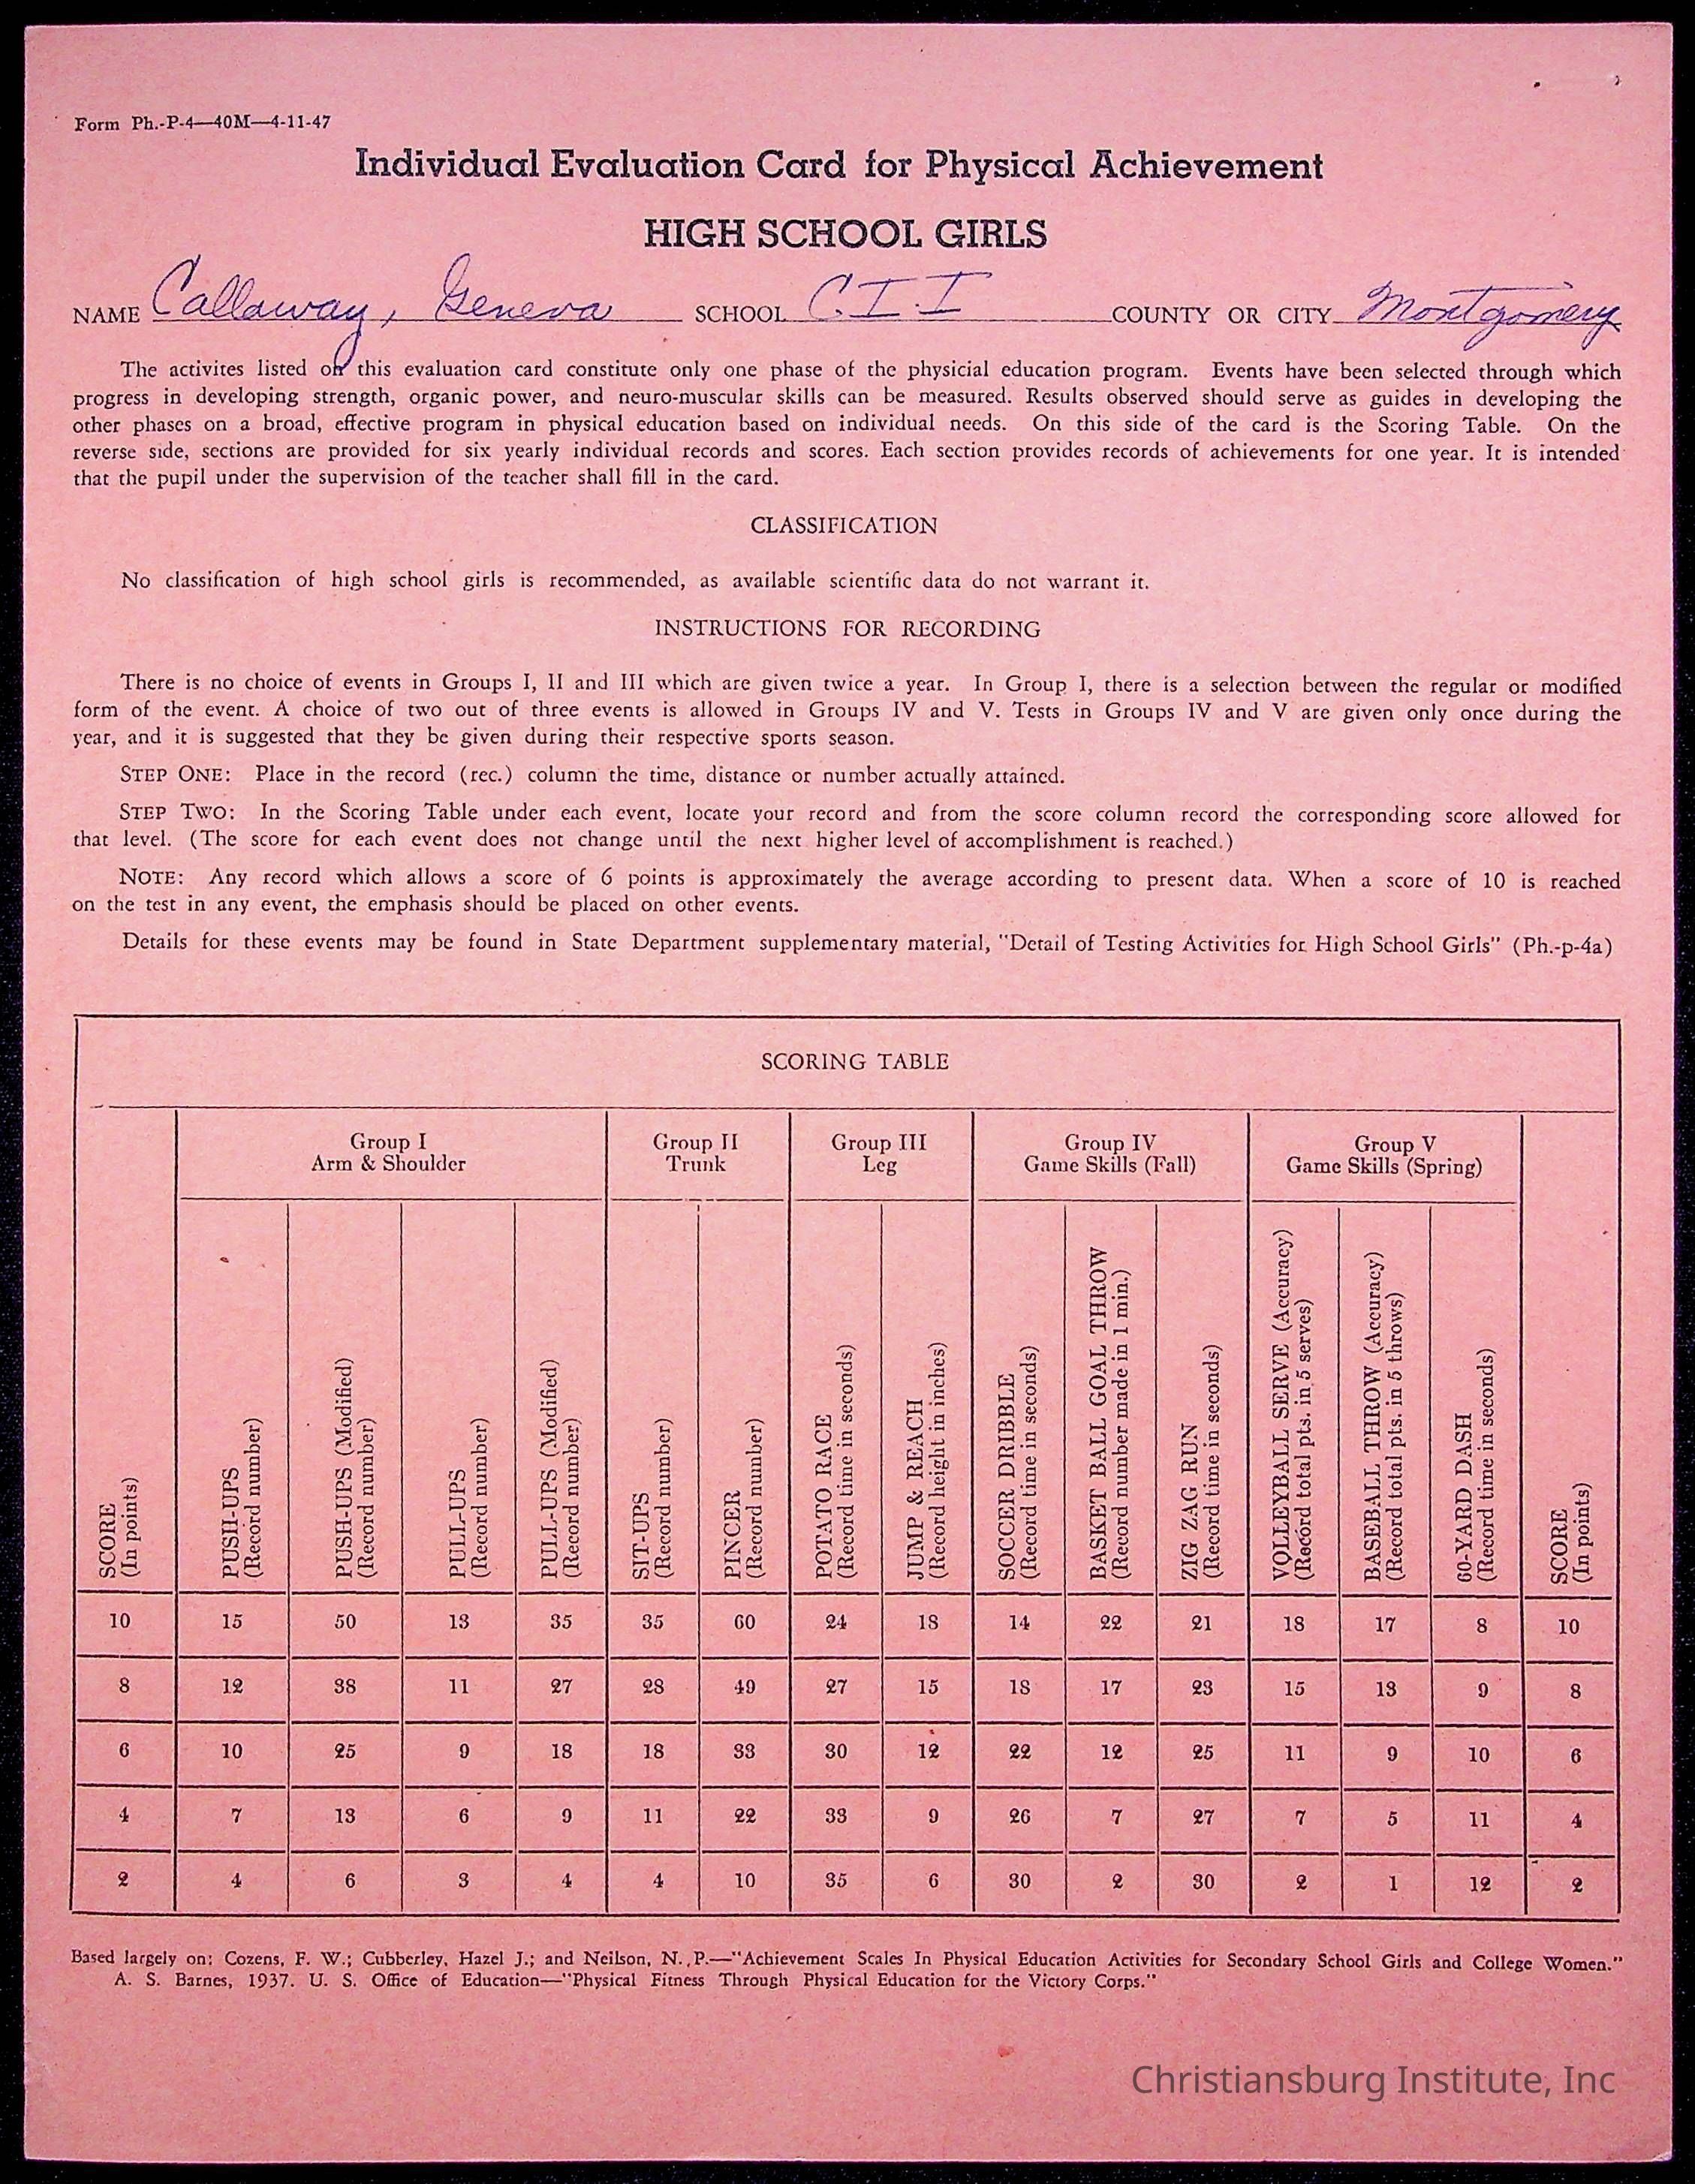 Form Ph.-P-4—40M—4-11-47
Individual Evaluation Card for Physical Achievement
HIGH SCHOOL GIRLS
NAME Callaway, Geneva SCHOOL C.I.I COUNTY OR CITY Montgomery
The activites listed on this evaluation card constitute only one phase of the physicial education program. Events have been selected through which
progress in developing strength, organic power, and neuro-muscular skills can be measured. Results observed should serve as guides in developing the
other phases on a broad, effective program in physical education based on individual needs. On this side of the card is the Scoring Table. On the
reverse side, sections are provided for six yearly individual records and scores. Each section provides records of achievements for one year. It is intended
that the pupil under the supervision of the teacher shall fill in the card.
CLASSIFICATION
No classification of high school girls is recommended, as available scientific data do not warrant it.
INSTRUCTIONS FOR RECORDING
There is no choice of events in Groups I, II and III which are given twice a year. In Group I, there is a selection between the regular or modified
form of the event. A choice of two out of three events is allowed in Groups IV and V. Tests in Groups IV and V are given only once during the
year, and it is suggested that they be given during their respective sports season.
STEP ONE: Place in the record (rec.) column the time, distance or number actually attained.
STEP TWO: In the Scoring Table under each event, locate your record and from the score column record the corresponding score allowed for
that level. (The score for each event does not change until the next higher level of accomplishment is reached.)
NOTE: Any record which allows a score of 6 points is approximately the average according to present data. When a score of 10 is reached
on the test in any event, the emphasis should be placed on other events.
Details for these events may be found in State Department supplementary material, "Detail of Testing Activities for High School Girls" (Ph.-p-4a)
SCORING TABLE
Group I Group II Group III Group IV Group V
Arm & Shoulder Trunk Leg Game Skills (Fall) Game Skills (Spring)
SCORE
(In points)
PUSH-UPS
(Record number)
PUSH-UPS (Modified)
(Record number)
PULL-UPS
(Record number)
PULL-UPS (Modified)
(Record number)
SIT-UPS
(Record number)
PINCER
(Record number)
POTATO RACE
(Record time in seconds)
JUMP & REACH
(Record height in inches)
SOCCER DRIBBLE
(Record time in seconds)
BASKET BALL GOAL THROW
(Record number made in 1 min.)
ZIG ZAG RUN
(Record time in seconds)
VOLLEYBALL SERVE (Accuracy)
(Record total pts. in 5 serves)
BASEBALL THROW (Accuracy)
(Record total pts. in 5 throws)
60-YARD DASH
(Record time in seconds)
SCORE
(In points)
10 15 50 13 35 35 60 24 18 14 22 21 18 17 8 10
8 12 38 11 27 28 49 27 15 18 17 23 15 13 9 8
6 10 25 9 18 18 33 30 12 22 12 25 11 9 10 6
4 7 13 6 9 11 22 33 9 26 7 27 7 5 11 4
2 4 6 3 4 4 10 35 6 30 2 30 2 1 12 2
Based largely on: Cozens, F. W.; Cubberley, Hazel J.; and Neilson, N. P.—"Achievement Scales In Physical Education Activities for Secondary School Girls and College Women."
A. S. Barnes, 1937. U. S. Office of Education—"Physical Fitness Through Physical Education for the Victory Corps."
Christiansburg Institute, Inc